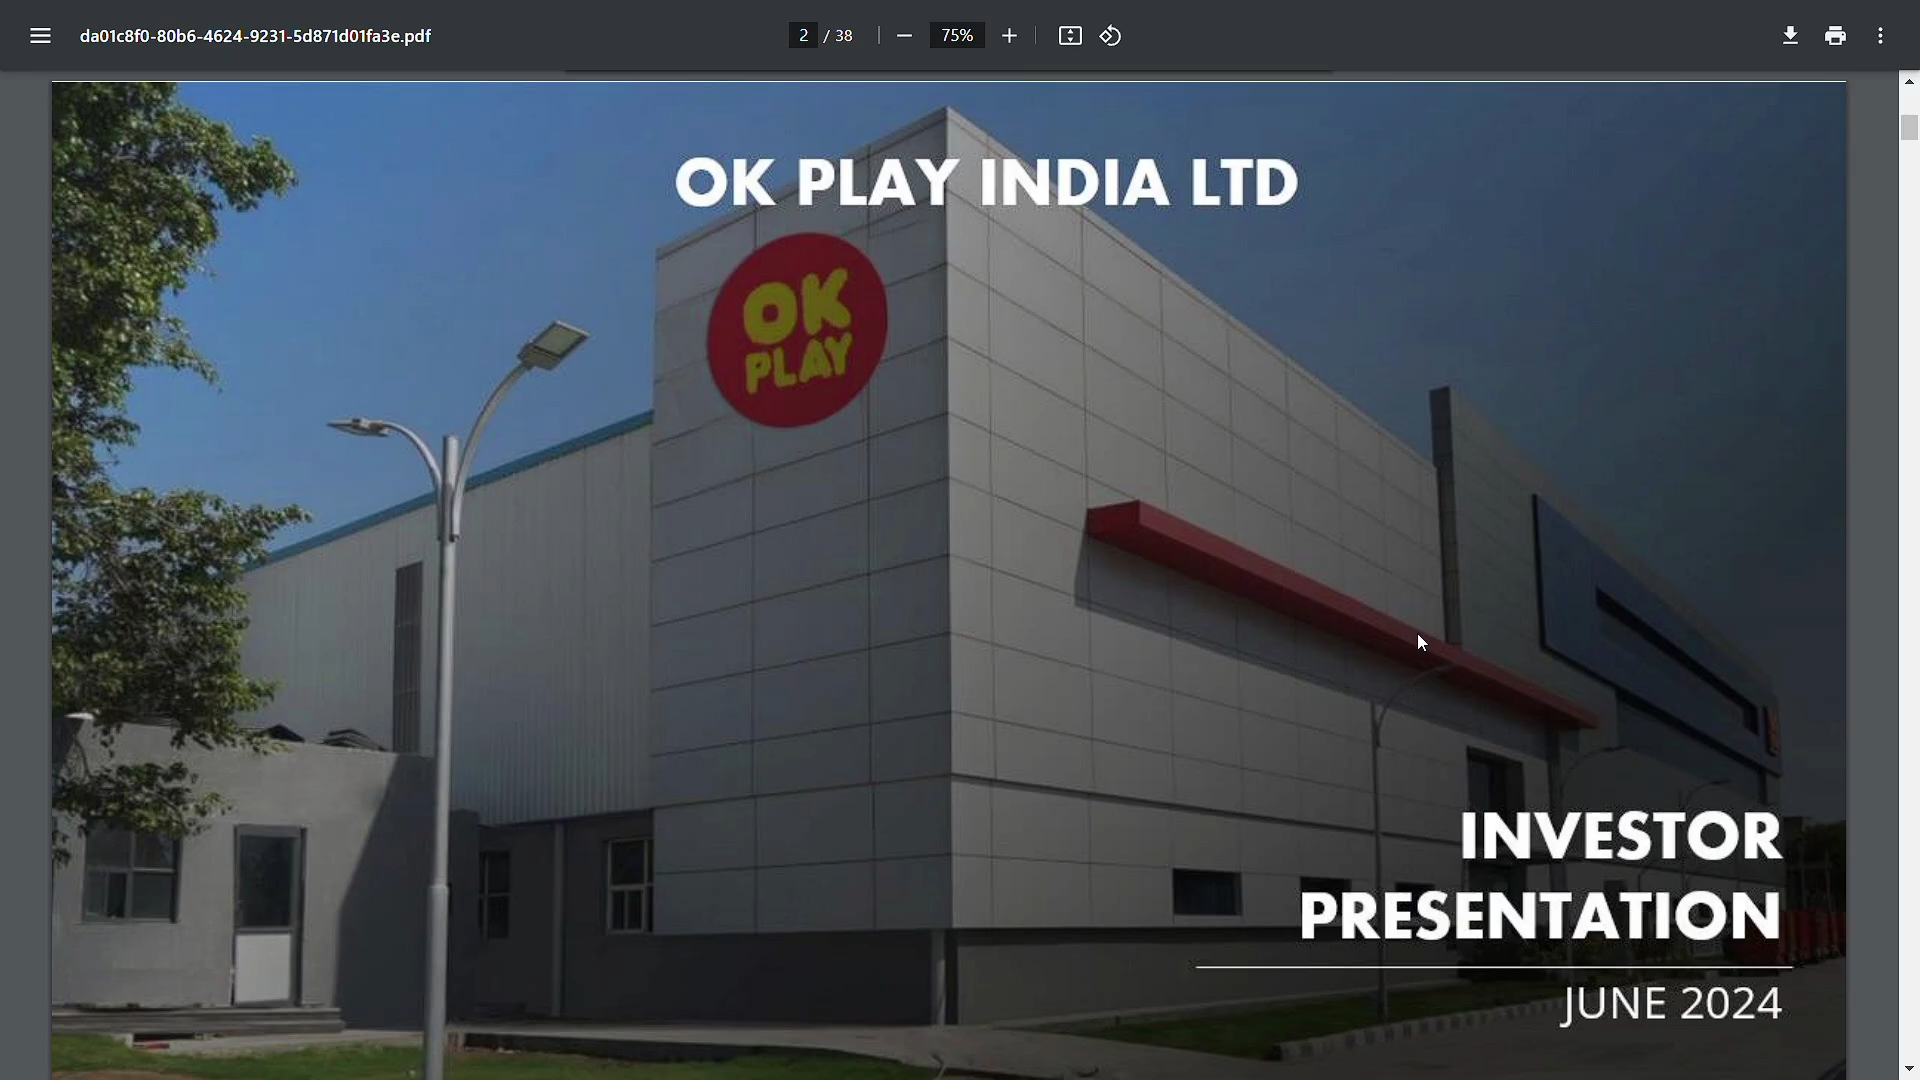 da01c8f0-80b6-4624-9231-5d871d01fa3e.pdf
2 / 38
75%
OK PLAY INDIA LTD
OK
PLAY
INVESTOR
PRESENTATION
JUNE 2024